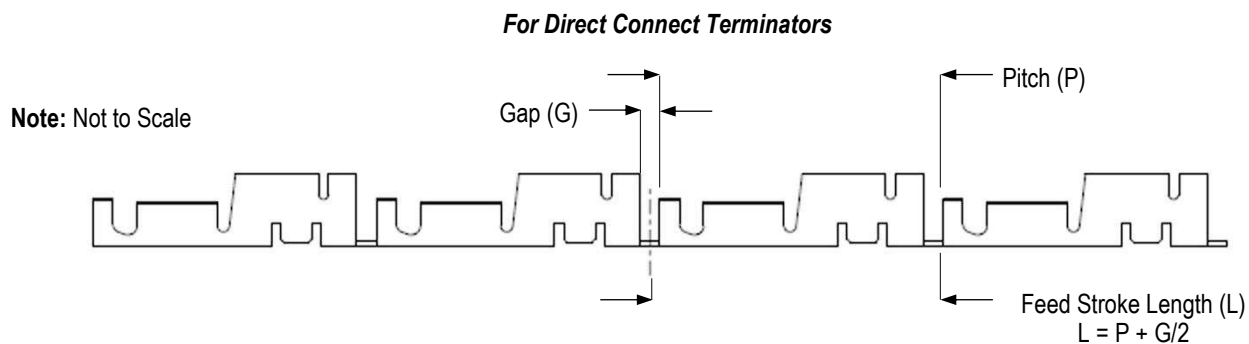 For Direct Connect Terminators
Pitch (P)
Gap (G)
Note: Not to Scale
Feed Stroke Length (L)
L = P + G/2